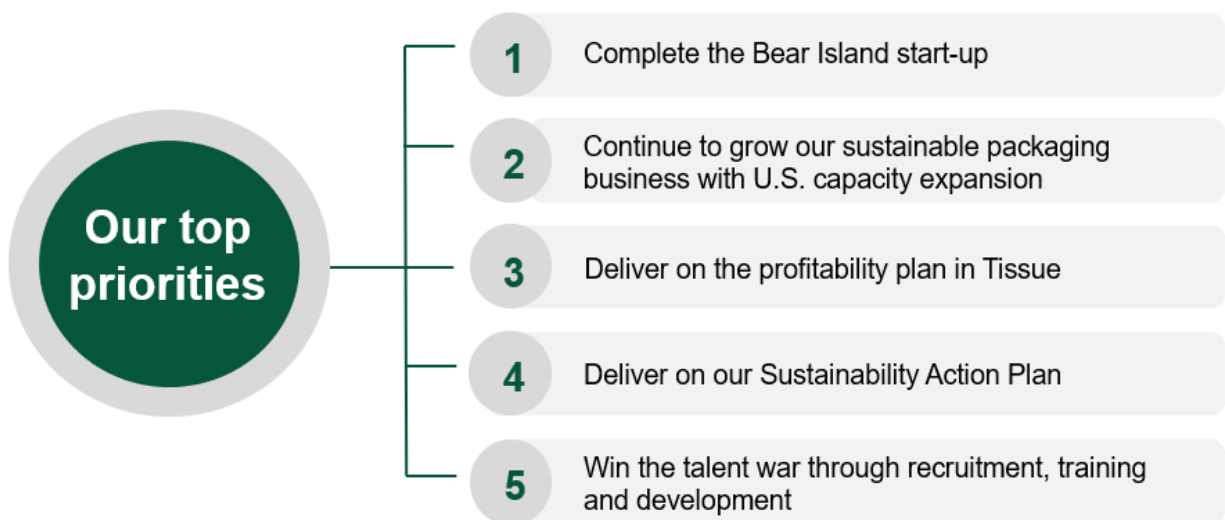 Our top
priorities
1
Complete the Bear Island start-up
2
Continue to grow our sustainable packaging
business with U.S. capacity expansion
3
Deliver on the profitability plan in Tissue
4
Deliver on our Sustainability Action Plan
5
Win the talent war through recruitment, training
and development